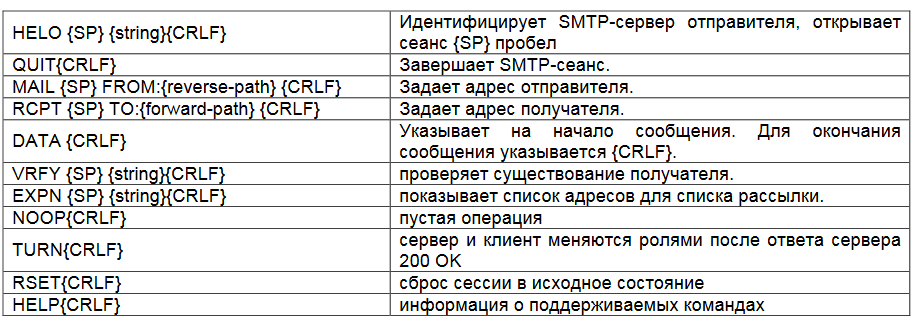 HELO {SP} {string}{CRLF}
Идентифицирует SMTP-сервер отправителя, открывает
сеанс {SP} пробел
QUIT{CRLF}
Завершает SMTP-сеанс.
MAIL {SP} FROM:{reverse-path} {CRLF}
Задает адрес отправителя.
RCPT {SP} TO:{forward-path} {CRLF}
Задает адрес получателя.
DATA {CRLF}
Указывает на начало сообщения. Для окончания
сообщения указывается {CRLF}.
VRFY {SP} {string}{CRLF}
проверяет существование получателя.
EXPN {SP} {string}{CRLF}
показывает список адресов для списка рассылки.
NOOP{CRLF}
пустая операция
TURN{CRLF}
сервер и клиент меняются ролями после ответа сервера
200 OK
RSET{CRLF}
сброс сессии в исходное состояние
HELP{CRLF}
информация о поддерживаемых командах